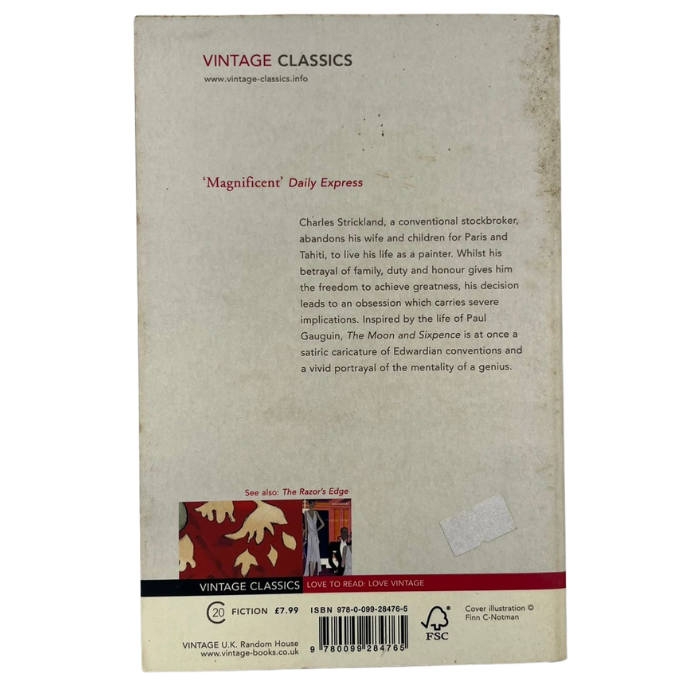 VINTAGE CLASSICS
www.vintage-classics.info
'Magnificent' Daily Express
Charles Strickland, a conventional stockbroker,
abandons his wife and children for Paris and
Tahiti, to live his life as a painter. Whilst his
betrayal of family, duty and honour gives him
the freedom to achieve greatness, his decision
leads to an obsession which carries severe
implications. Inspired by the life of Paul
Gauguin, The Moon and Sixpence is at once a
satiric caricature of Edwardian conventions and
a vivid portrayal of the mentality of a genius.
See also: The Razor's Edge
VINTAGE CLASSICS LOVE TO READ: LOVE VINTAGE
C20 FICTION £7.99 ISBN 978-0-099-28476-5
VINTAGE U.K. Random House
www.vintage-books.co.uk
9 780099 284765
FSC
Cover illustration ©
Finn C-Notman